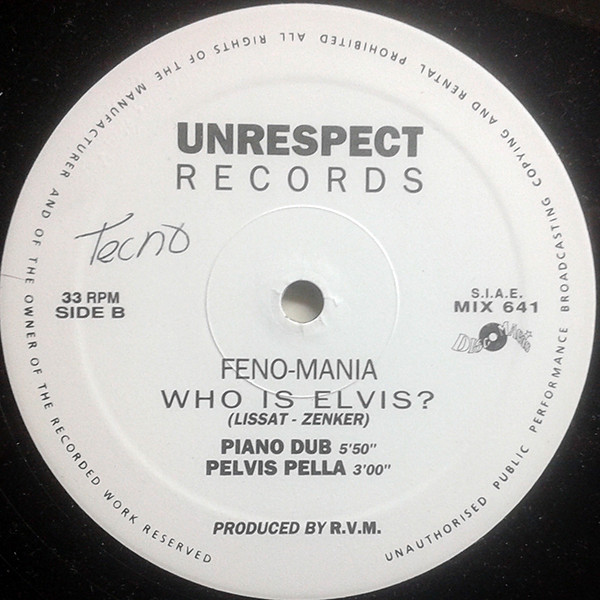 ALL RIGHTS OF THE MANUFACTURER AND OF THE OWNER OF THE RECORDED WORK RESERVED
UNAUTHORISED PUBLIC PERFORMANCE BROADCASTING COPYING AND RENTAL PROHIBITED
UNRESPECT
RECORDS
Tecno
33 RPM
SIDE B
S.I.A.E.
MIX 641
DISCOMagic
FENO-MANIA
WHO IS ELVIS?
(LISSAT - ZENKER)
PIANO DUB 5'50"
PELVIS PELLA 3'00"
PRODUCED BY R.V.M.